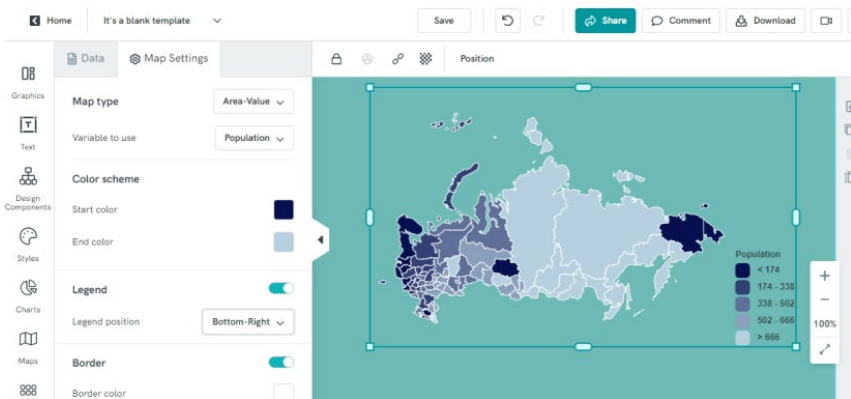 Home It's a blank template Save Share Comment Download
Data Map Settings Position
Graphics
Text
Design
Components
Styles
Charts
Maps
Map type Area-Value
Variable to use Population
Color scheme
Start color
End color
Legend
Legend position Bottom-Right
Border
Border color
Population
< 174
174 - 338
338 - 502
502 - 666
> 666
+
−
100%